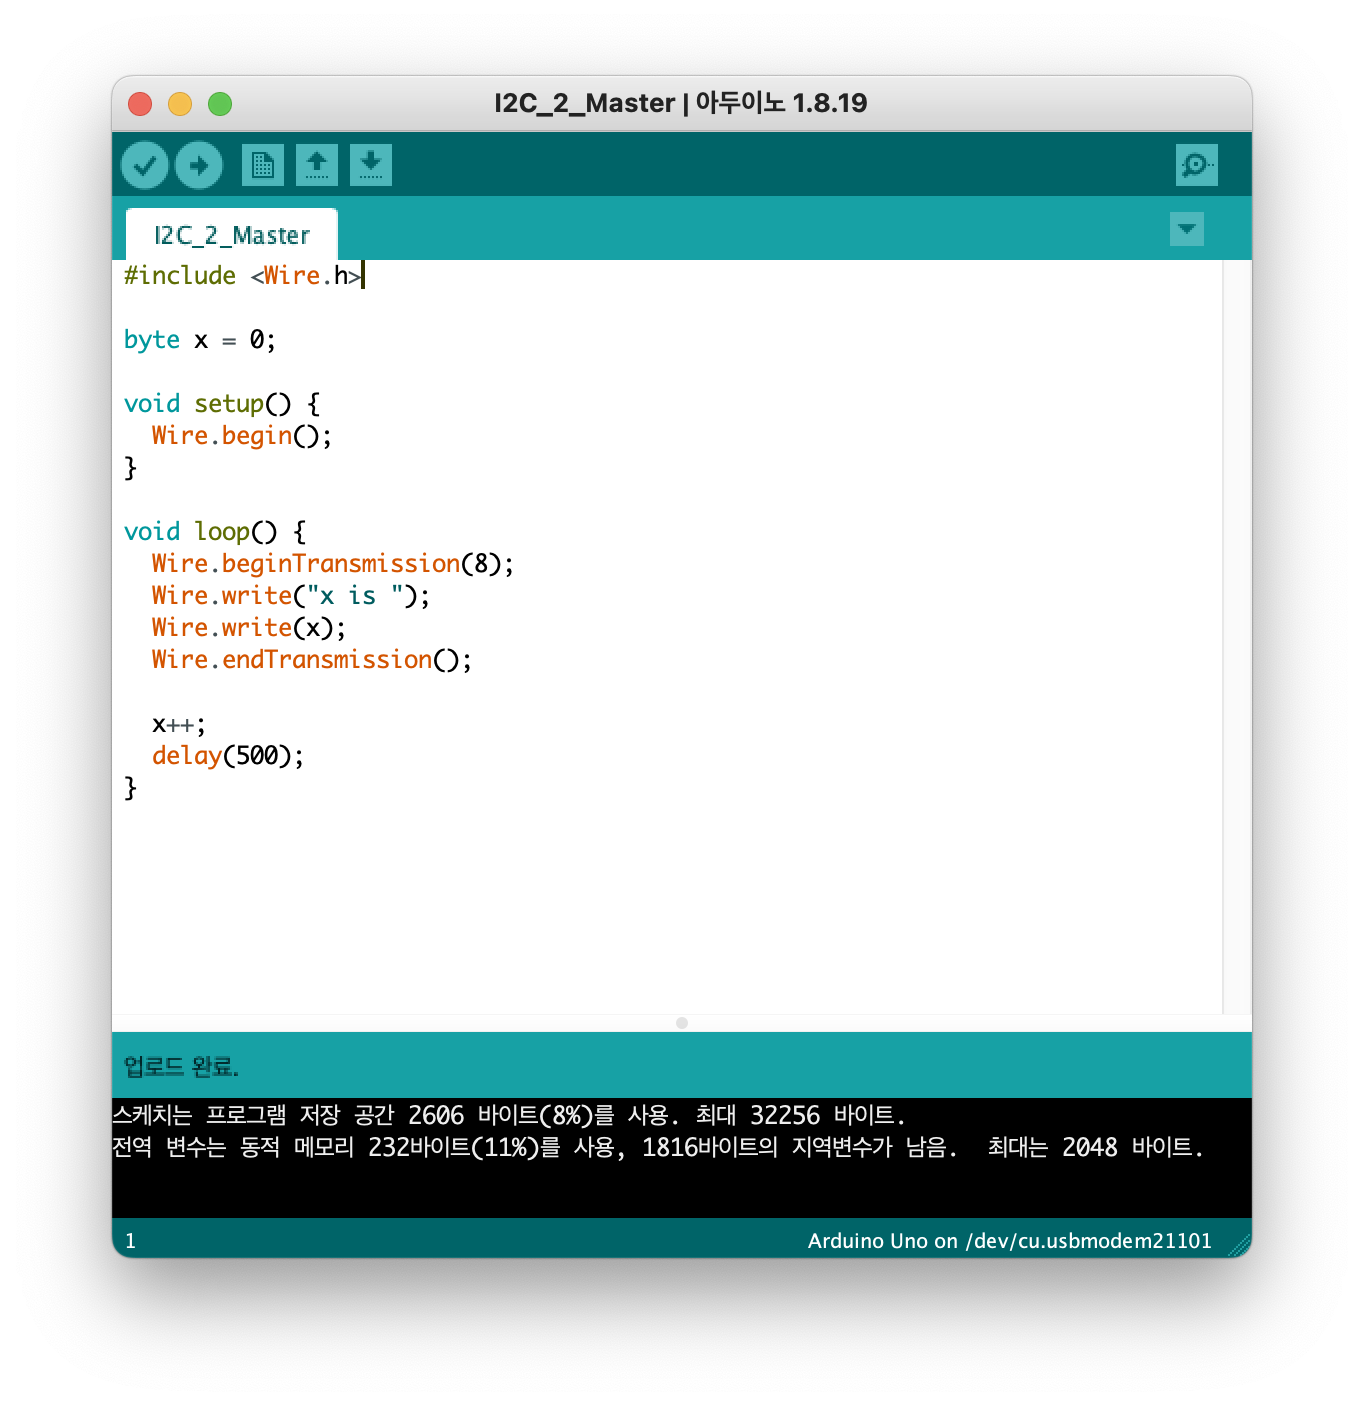 I2C_2_Master | 아두이노 1.8.19
I2C_2_Master
#include <Wire.h>
byte x = 0;
void setup() {
  Wire.begin();
}
void loop() {
  Wire.beginTransmission(8);
  Wire.write("x is ");
  Wire.write(x);
  Wire.endTransmission();
  x++;
  delay(500);
}
업로드 완료.
스케치는 프로그램 저장 공간 2606 바이트(8%)를 사용. 최대 32256 바이트.
전역 변수는 동적 메모리 232바이트(11%)를 사용, 1816바이트의 지역변수가 남음.  최대는 2048 바이트.
1
Arduino Uno on /dev/cu.usbmodem21101